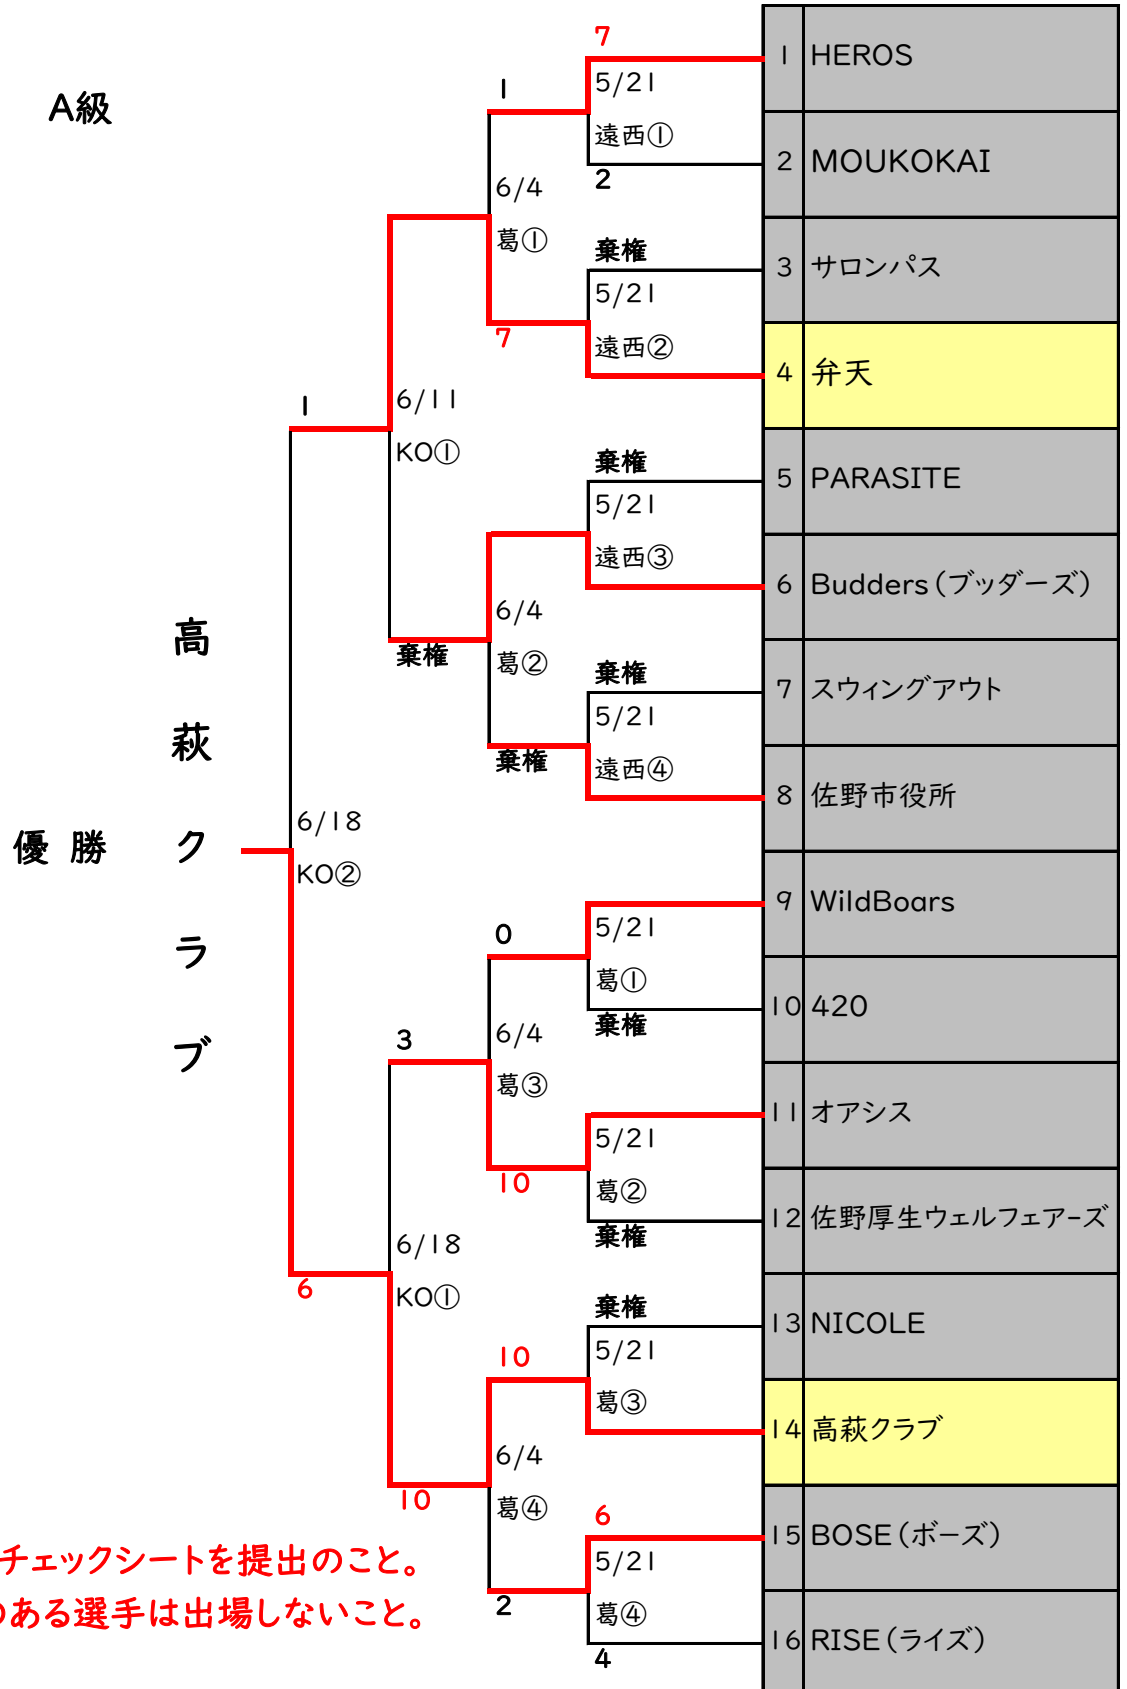 A級
7
1 HEROS
5/21
遠西①
1
2
2 MOUKOKAI
6/4
葛①
棄権
3 サロンパス
5/21
遠西②
7
4 弁天
1
6/11
KO①
棄権
5 PARASITE
5/21
遠西③
6 Budders(ブッダーズ)
6/4
葛②
棄権
棄権
7 スウィングアウト
5/21
遠西④
棄権
8 佐野市役所
優勝
高萩クラブ
6/18
KO②
9 WildBoars
5/21
葛①
0
棄権
10 420
6/4
葛③
3
11 オアシス
5/21
葛②
10
棄権
12 佐野厚生ウェルフェアーズ
6/18
KO①
6
棄権
13 NICOLE
5/21
葛③
10
14 高萩クラブ
6/4
葛④
10
6
15 BOSE(ボーズ)
5/21
葛④
2
4
16 RISE(ライズ)
チェックシートを提出のこと。
のある選手は出場しないこと。